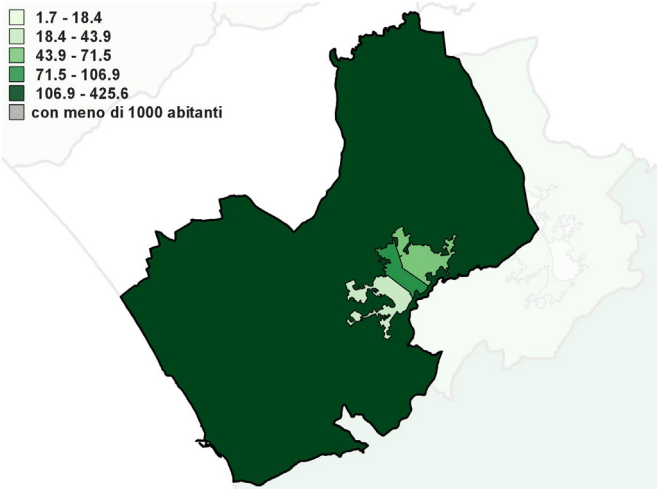 1.7 - 18.4
18.4 - 43.9
43.9 - 71.5
71.5 - 106.9
106.9 - 425.6
con meno di 1000 abitanti